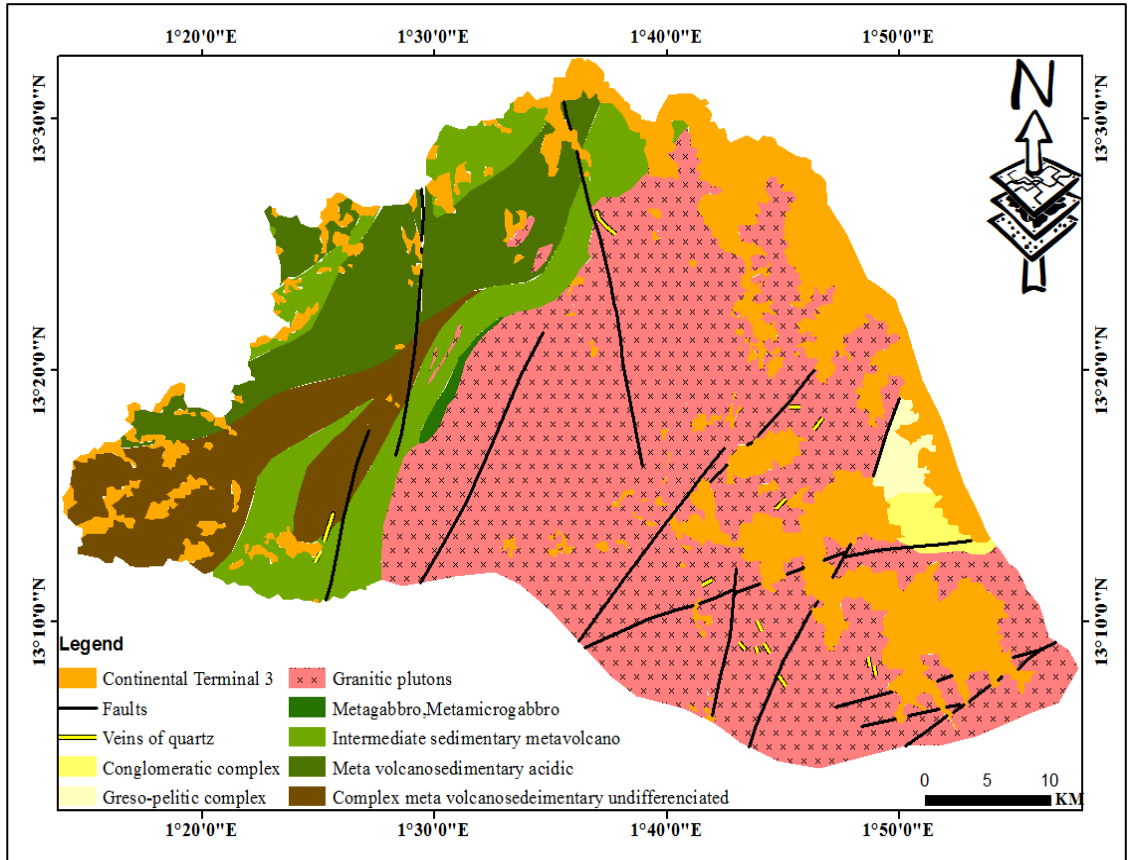 1°20'0"E 1°30'0"E 1°40'0"E 1°50'0"E
N
13°30'0"N 13°30'0"N
13°20'0"N 13°20'0"N
13°10'0"N 13°10'0"N
Legend
Continental Terminal 3
Faults
Veins of quartz
Conglomeratic complex
Greso-pelitic complex
Granitic plutons
Metagabbro,Metamicrogabbro
Intermediate sedimentary metavolcano
Meta volcanosedimentary acidic
Complex meta volcanosedeimentary undifferenciated
0 5 10
KM
1°20'0"E 1°30'0"E 1°40'0"E 1°50'0"E